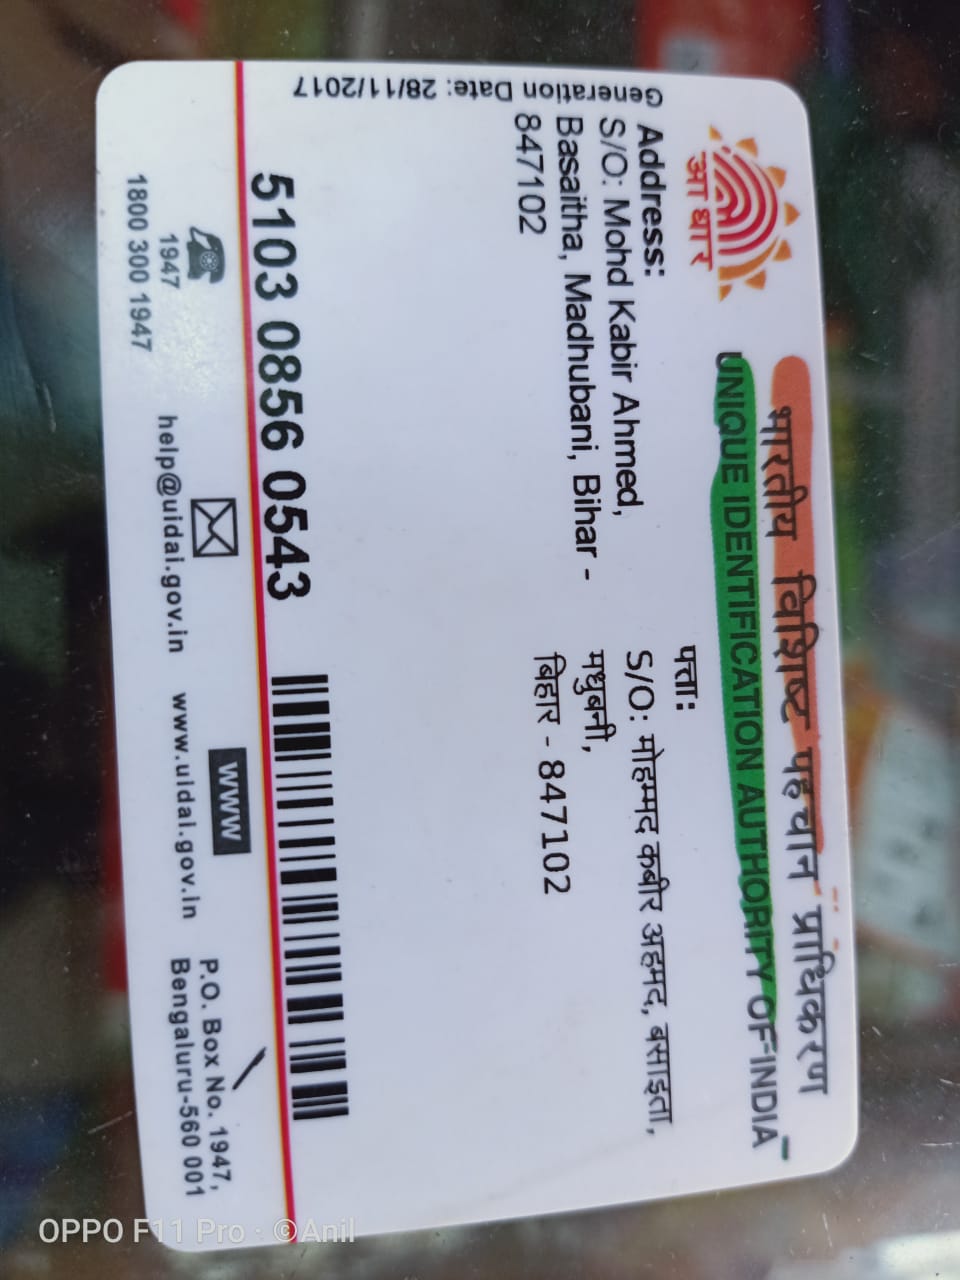 आधार
भारतीय विशिष्ट पहचान प्राधिकरण
UNIQUE IDENTIFICATION AUTHORITY OF INDIA
Generation Date: 28/11/2017
Address:
S/O: Mohd Kabir Ahmed,
Basaitha, Madhubani, Bihar -
847102
पता:
S/O: मोहम्मद कबीर अहमद, बसाइता,
मधुबनी,
बिहार - 847102
5103 0856 0543
1947
1800 300 1947
help@uidai.gov.in
www
www.uidai.gov.in
P.O. Box No. 1947,
Bengaluru-560 001
OPPO F11 Pro · ©Anil